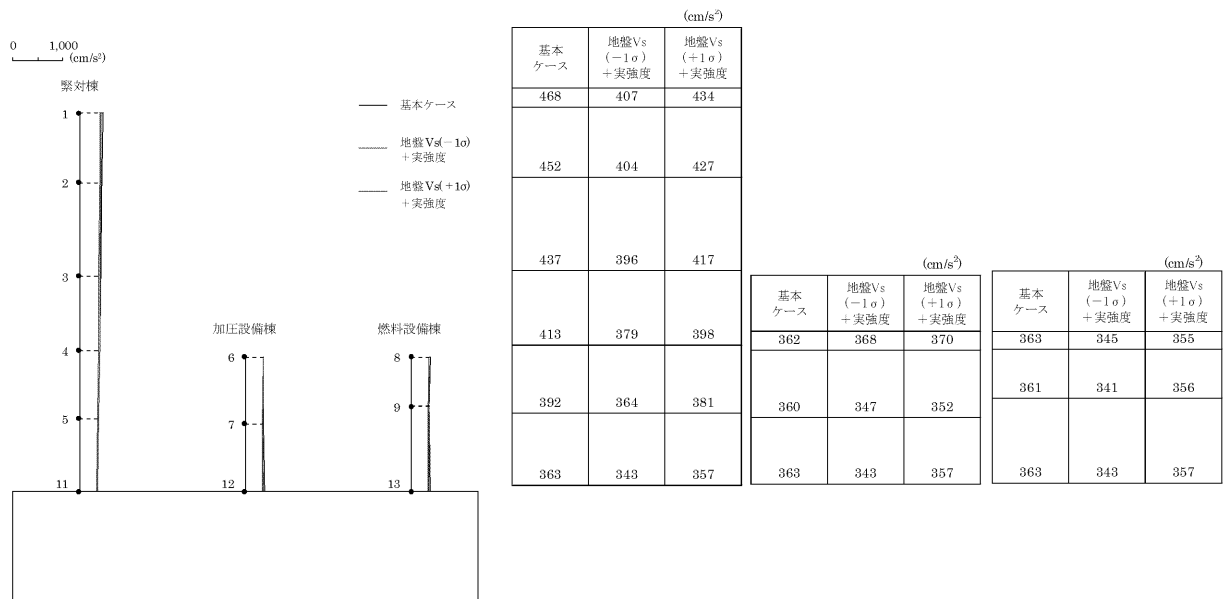 0 1,000
(cm/s²)
緊対棟
1
2
3
4
5
11
加圧設備棟
6
7
12
燃料設備棟
8
9
13
基本ケース
地盤Vs(－1σ)
＋実強度
地盤Vs(＋1σ)
＋実強度
(cm/s²)
基本 地盤Vs 地盤Vs
ケース (－1σ) (＋1σ)
＋実強度 ＋実強度
468 407 434
452 404 427
437 396 417
413 379 398
392 364 381
363 343 357
(cm/s²)
基本 地盤Vs 地盤Vs
ケース (－1σ) (＋1σ)
＋実強度 ＋実強度
362 368 370
360 347 352
363 343 357
(cm/s²)
基本 地盤Vs 地盤Vs
ケース (－1σ) (＋1σ)
＋実強度 ＋実強度
363 345 355
361 341 356
363 343 357